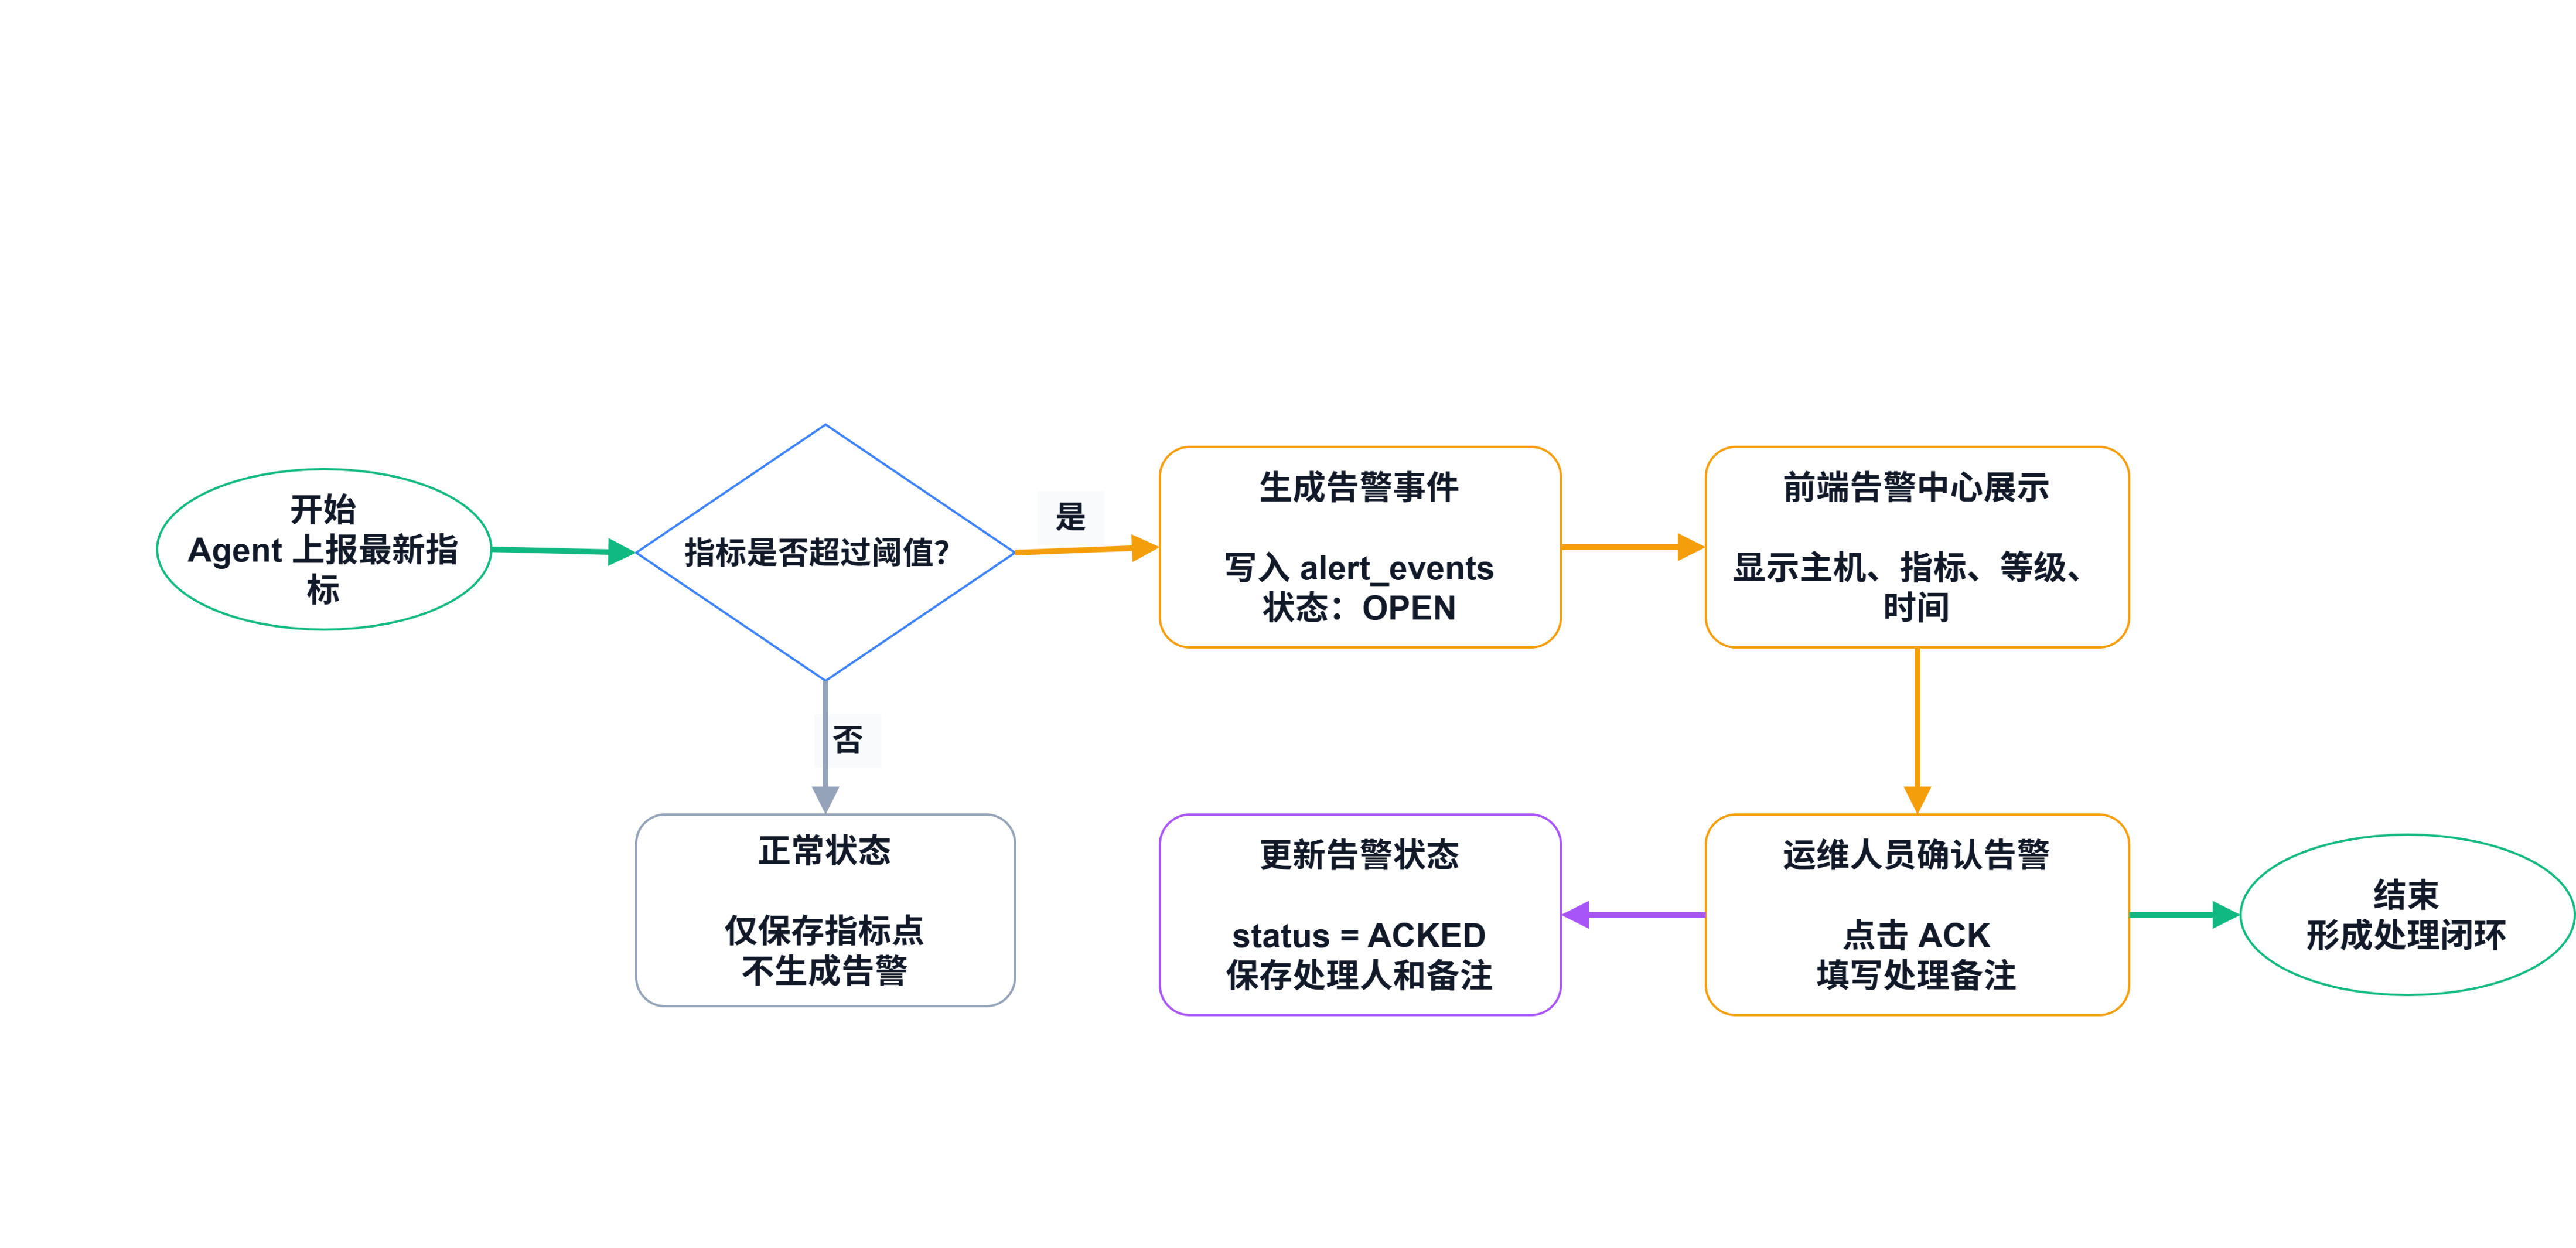 开始
Agent 上报最新指
标
指标是否超过阈值？
是
生成告警事件
写入 alert_events
状态：OPEN
前端告警中心展示
显示主机、指标、等级、
时间
否
正常状态
仅保存指标点
不生成告警
更新告警状态
status = ACKED
保存处理人和备注
运维人员确认告警
点击 ACK
填写处理备注
结束
形成处理闭环